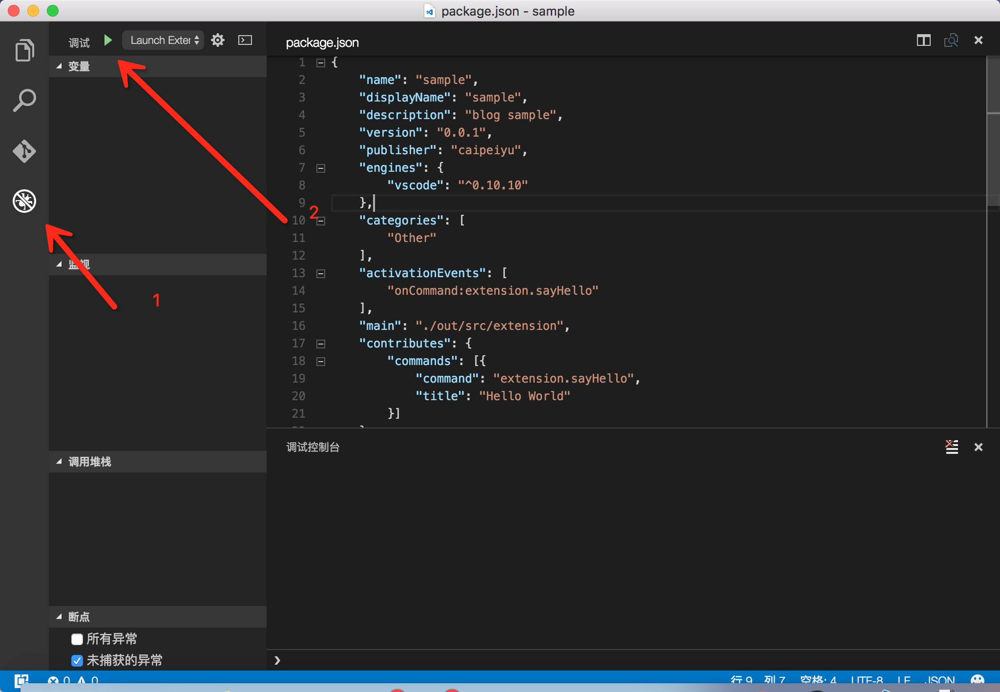 package.json - sample
调试
Launch Exter
package.json
变量
监视
调用堆栈
断点
所有异常
未捕获的异常
1
2
1 {
2 "name": "sample",
3 "displayName": "sample",
4 "description": "blog sample",
5 "version": "0.0.1",
6 "publisher": "caipeiyu",
7 "engines": {
8 "vscode": "^0.10.10"
9 },
10 "categories": [
11 "Other"
12 ],
13 "activationEvents": [
14 "onCommand:extension.sayHello"
15 ],
16 "main": "./out/src/extension",
17 "contributes": {
18 "commands": [{
19 "command": "extension.sayHello",
20 "title": "Hello World"
21 }]
调试控制台
0 0
行 9 列 7 空格: 4 UTF-8 LF JSON